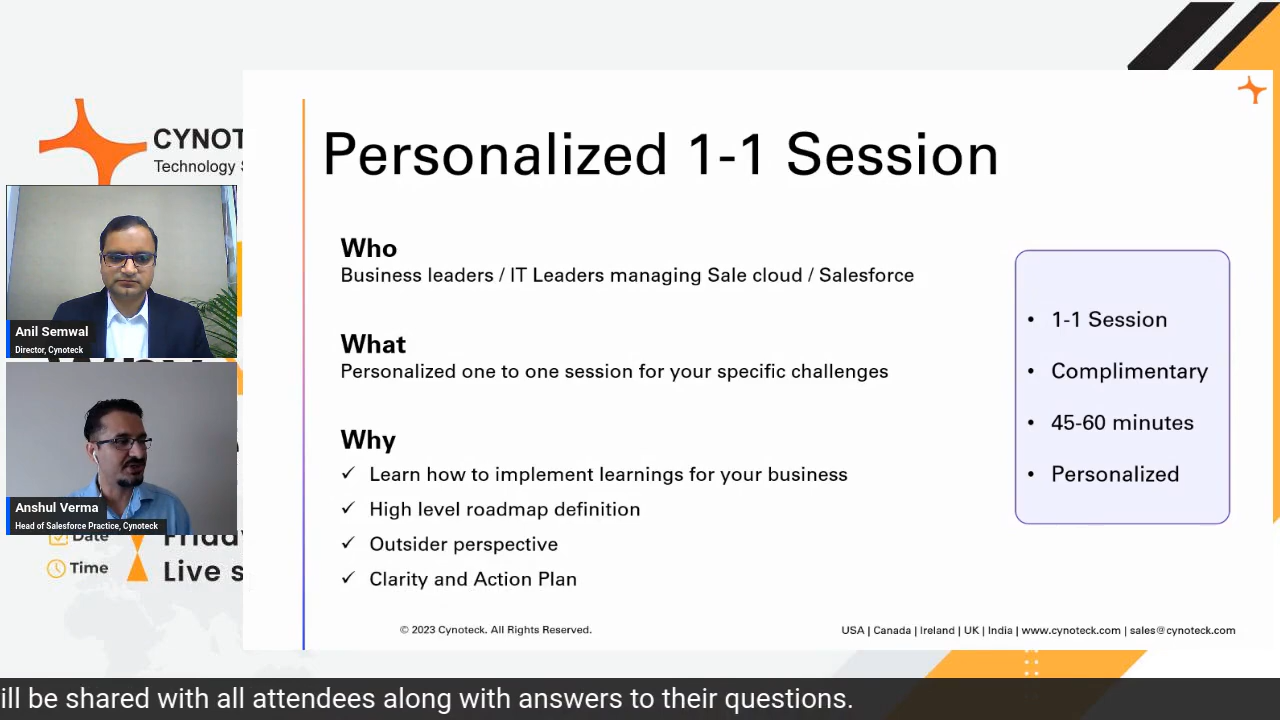 CYNOT
Technology S
Anil Semwal
Director, Cynoteck
Anshul Verma
Head of Salesforce Practice, Cynoteck
Date
Friday
Time
Live s
Personalized 1-1 Session
Who
Business leaders / IT Leaders managing Sale cloud / Salesforce
What
Personalized one to one session for your specific challenges
Why
✓ Learn how to implement learnings for your business
✓ High level roadmap definition
✓ Outsider perspective
✓ Clarity and Action Plan
• 1-1 Session
• Complimentary
• 45-60 minutes
• Personalized
© 2023 Cynoteck. All Rights Reserved.
USA | Canada | Ireland | UK | India | www.cynoteck.com | sales@cynoteck.com
ill be shared with all attendees along with answers to their questions.